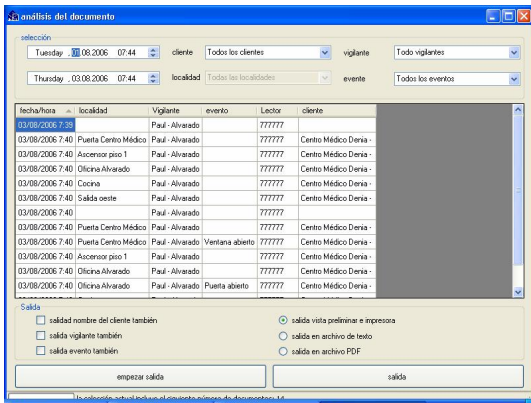 análisis del documento
selección
Tuesday , 01.08.2006 07:44 cliente Todos los clientes vigilante Todo vigilantes
Thursday , 03.08.2006 07:44 localidad Todas las localidades evente Todos los eventos
fecha/hora localidad Vigilante evento Lector cliente
03/08/2006 7:39 Paul - Alvarado 777777
03/08/2006 7:40 Puerta Centro Médico Paul - Alvarado 777777 Centro Médico Denia -
03/08/2006 7:40 Ascensor piso 1 Paul - Alvarado 777777 Centro Médico Denia -
03/08/2006 7:40 Oficina Alvarado Paul - Alvarado 777777 Centro Médico Denia -
03/08/2006 7:40 Cocina Paul - Alvarado 777777 Centro Médico Denia -
03/08/2006 7:40 Salida oeste Paul - Alvarado 777777 Centro Médico Denia -
03/08/2006 7:40 Paul - Alvarado 777777
03/08/2006 7:40 Puerta Centro Médico Paul - Alvarado 777777 Centro Médico Denia -
03/08/2006 7:40 Puerta Centro Médico Paul - Alvarado Ventana abierto 777777 Centro Médico Denia -
03/08/2006 7:40 Ascensor piso 1 Paul - Alvarado 777777 Centro Médico Denia -
03/08/2006 7:40 Oficina Alvarado Paul - Alvarado 777777 Centro Médico Denia -
03/08/2006 7:40 Oficina Alvarado Paul - Alvarado Puerta abierto 777777 Centro Médico Denia -
Salida
salidad nombre del cliente también salida vista preliminar e impresora
salida vigilante también salida en archivo de texto
salida evento también salida en archivo PDF
empezar salida salida
la selección actual incluye el siguiente número de documentos: 14